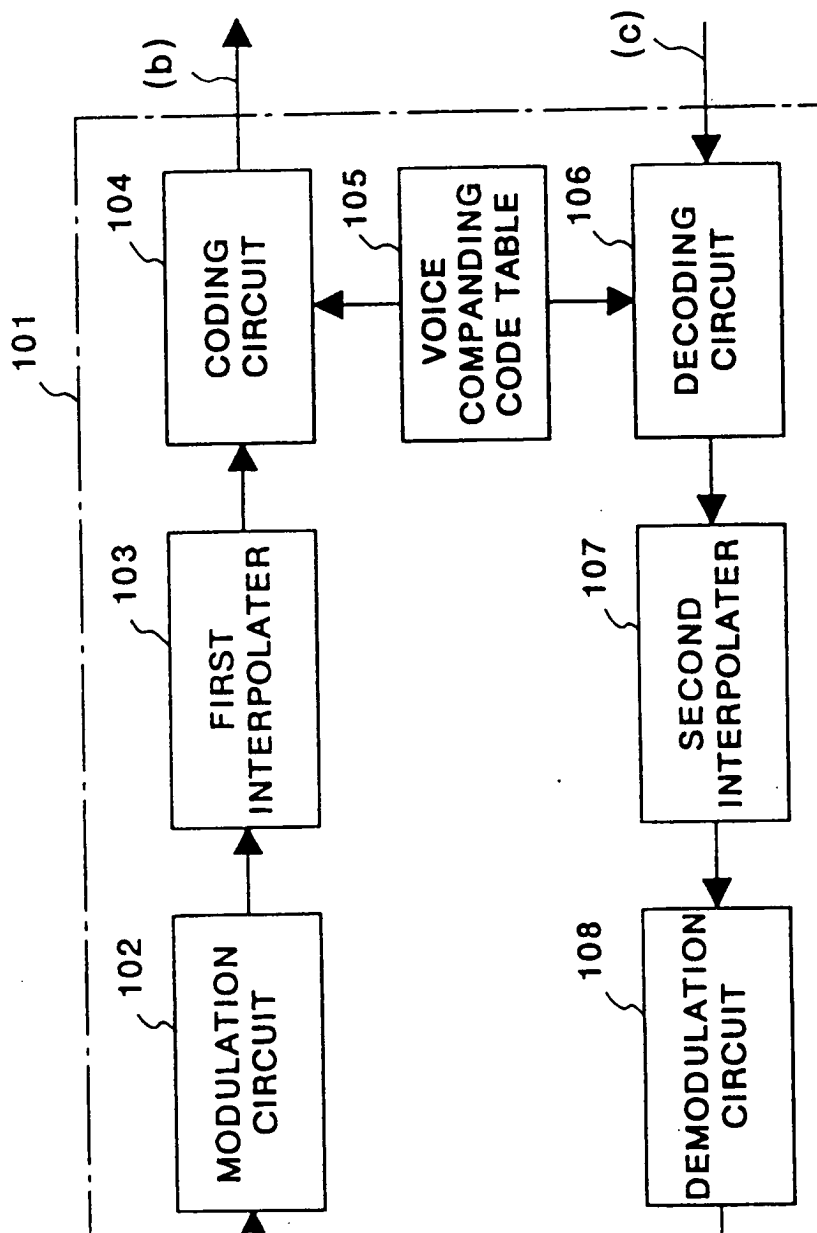 101
102
MODULATION
CIRCUIT
103
FIRST
INTERPOLATER
104
CODING
CIRCUIT
(b)
105
VOICE
COMPANDING
CODE TABLE
108
DEMODULATION
CIRCUIT
107
SECOND
INTERPOLATER
106
DECODING
CIRCUIT
(c)